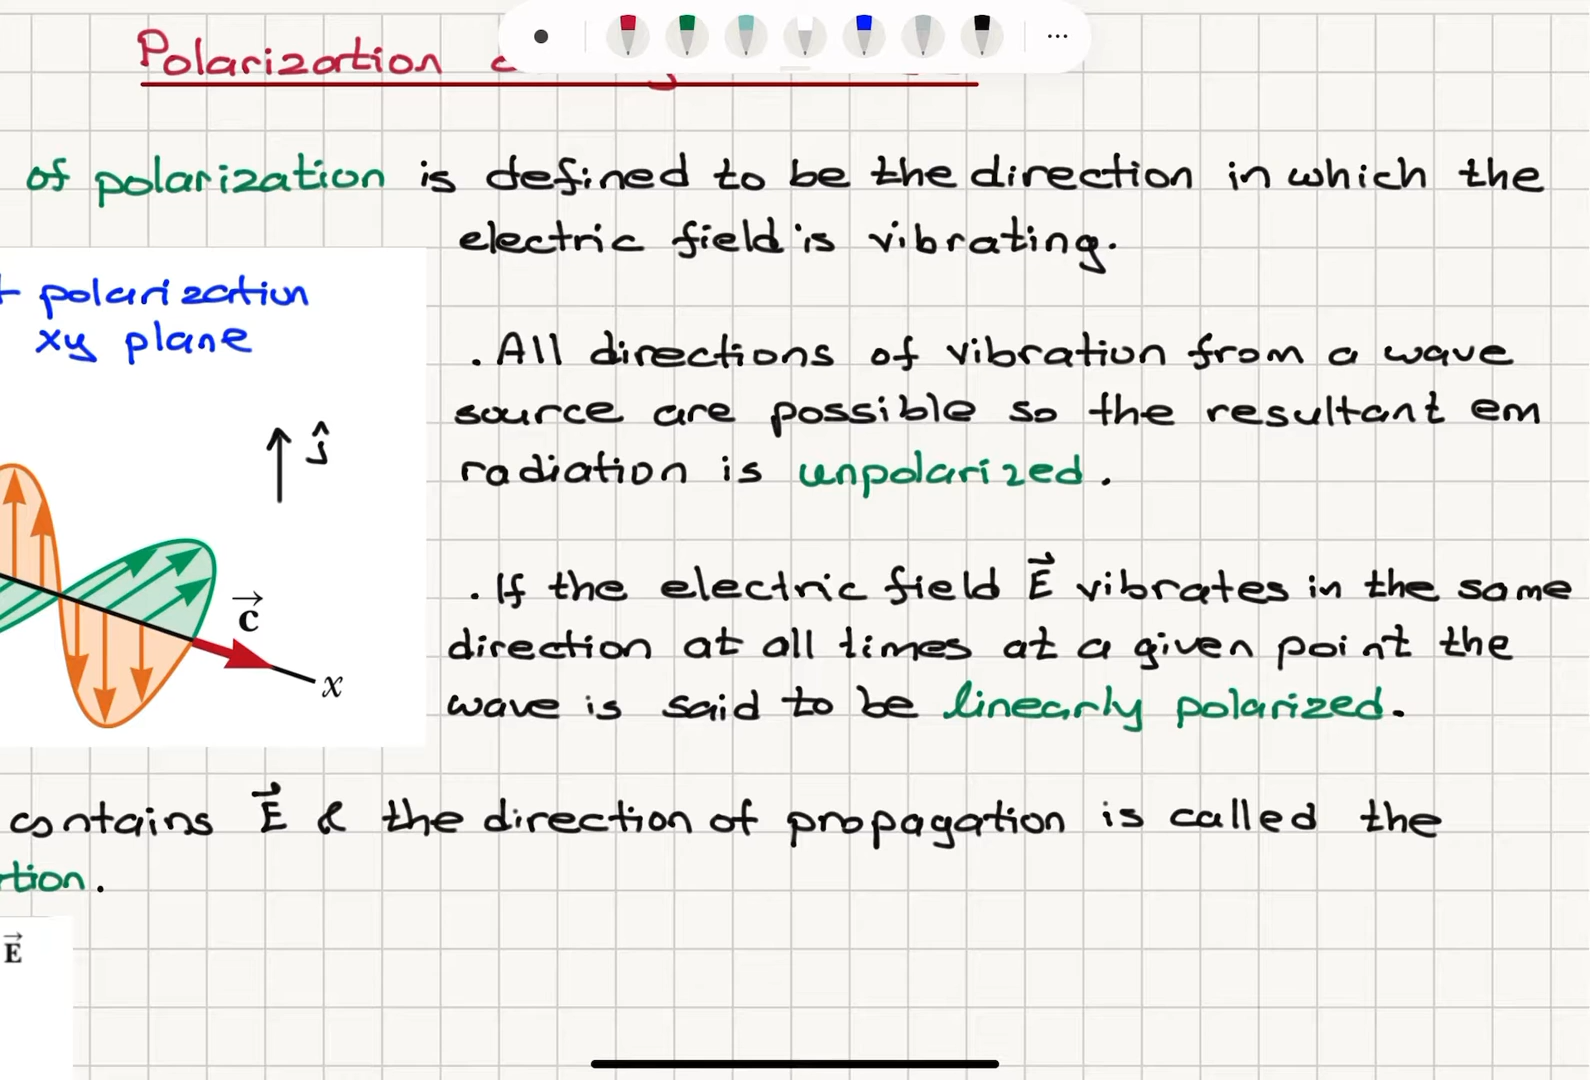 Polarization
of polarization is defined to be the direction in which the
electric field is vibrating.
polarization
xy plane
. All directions of vibration from a wave
source are possible so the resultant em
radiation is unpolarized.
ĵ
. If the electric field E⃗ vibrates in the same
direction at all times at a given point the
wave is said to be linearly polarized.
c⃗
x
contains E⃗ & the direction of propagation is called the
tion.
E⃗